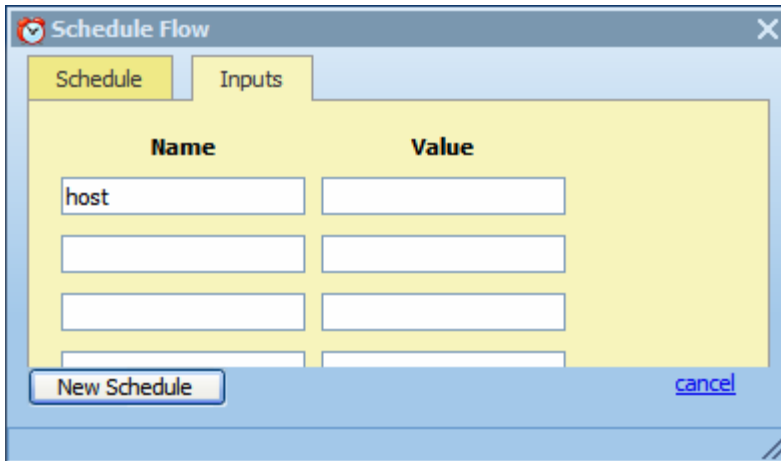 Schedule Flow
Schedule Inputs
Name Value
host
New Schedule cancel